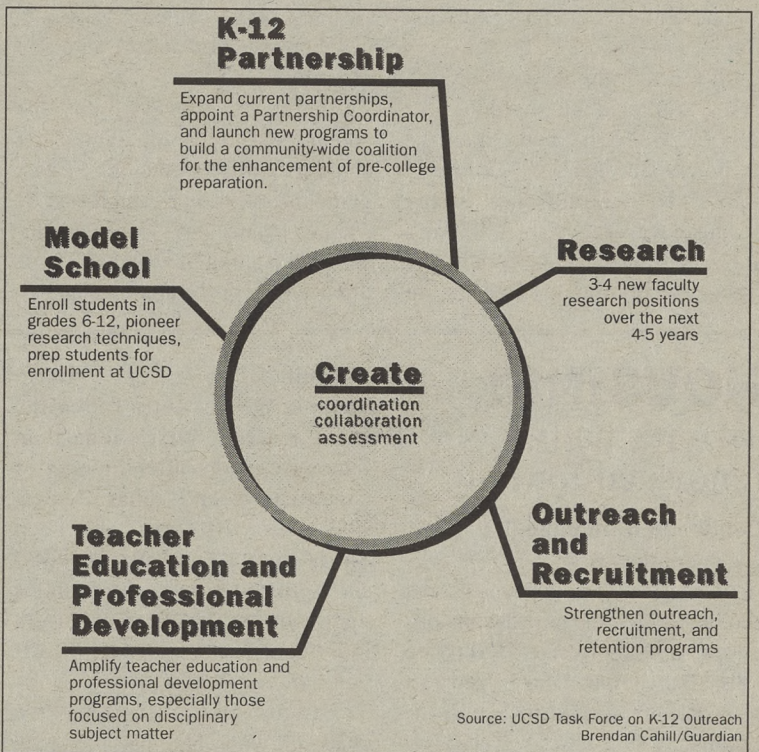 K-12
Partnership
Expand current partnerships,
appoint a Partnership Coordinator,
and launch new programs to
build a community-wide coalition
for the enhancement of pre-college
preparation.
Model
School
Enroll students in
grades 6-12, pioneer
research techniques,
prep students for
enrollment at UCSD
Research
3-4 new faculty
research positions
over the next
4-5 years
Create
coordination
collaboration
assessment
Teacher
Education and
Professional
Development
Amplify teacher education and
professional development
programs, especially those
focused on disciplinary
subject matter
Outreach
and
Recruitment
Strengthen outreach,
recruitment, and
retention programs
Source: UCSD Task Force on K-12 Outreach
Brendan Cahill/Guardian